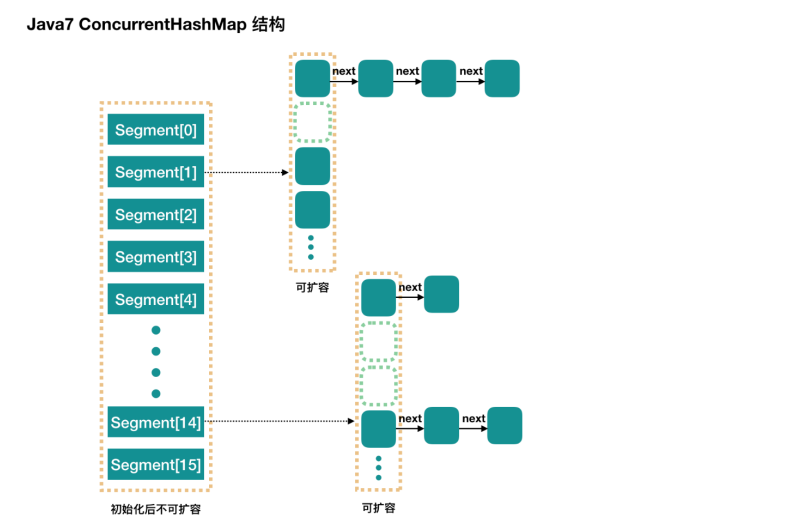 Java7 ConcurrentHashMap 结构
next next next
Segment[0]
Segment[1]
Segment[2]
Segment[3]
Segment[4]
Segment[14]
Segment[15]
初始化后不可扩容
可扩容
next
next next
可扩容